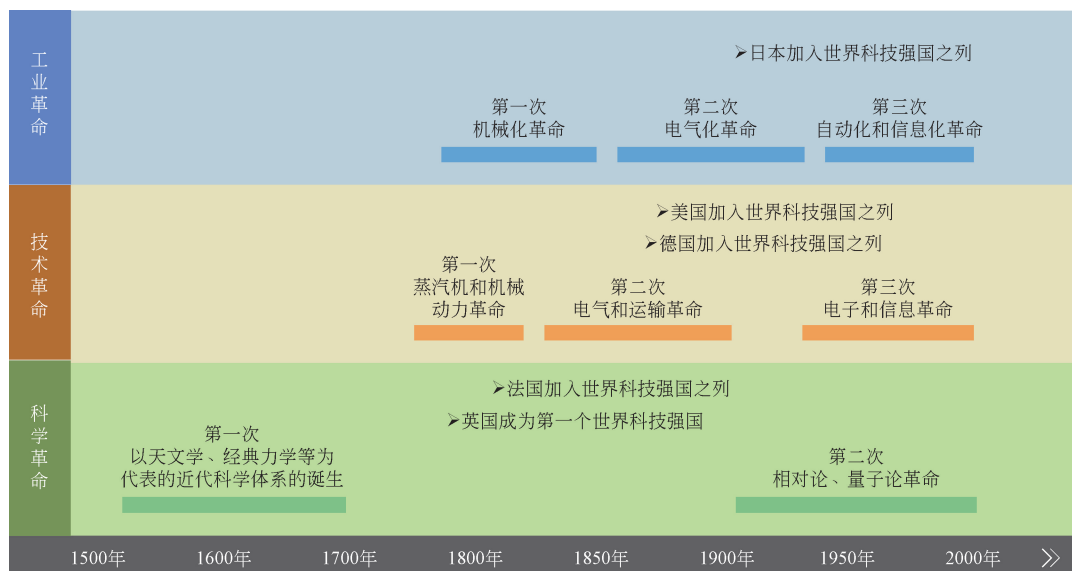 工业革命
➢日本加入世界科技强国之列
第一次
机械化革命
第二次
电气化革命
第三次
自动化和信息化革命
技术革命
➢美国加入世界科技强国之列
➢德国加入世界科技强国之列
第一次
蒸汽机和机械
动力革命
第二次
电气和运输革命
第三次
电子和信息革命
科学革命
➢法国加入世界科技强国之列
➢英国成为第一个世界科技强国
第一次
以天文学、经典力学等为
代表的近代科学体系的诞生
第二次
相对论、量子论革命
1500年 1600年 1700年 1800年 1850年 1900年 1950年 2000年